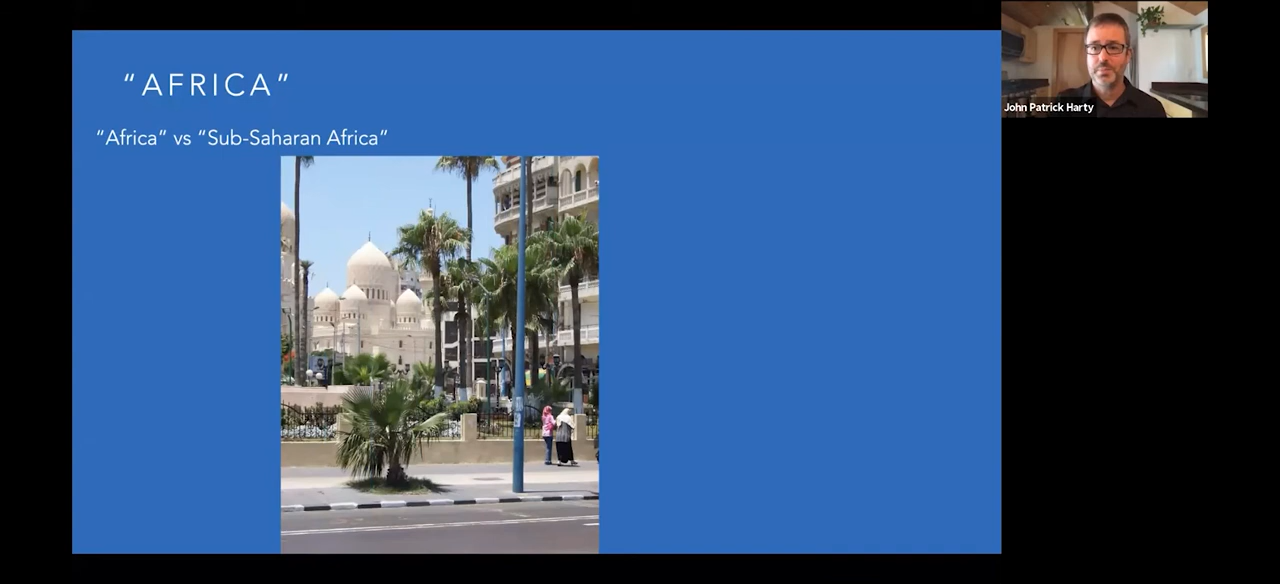 “AFRICA”
“Africa” vs “Sub-Saharan Africa”
John Patrick Harty